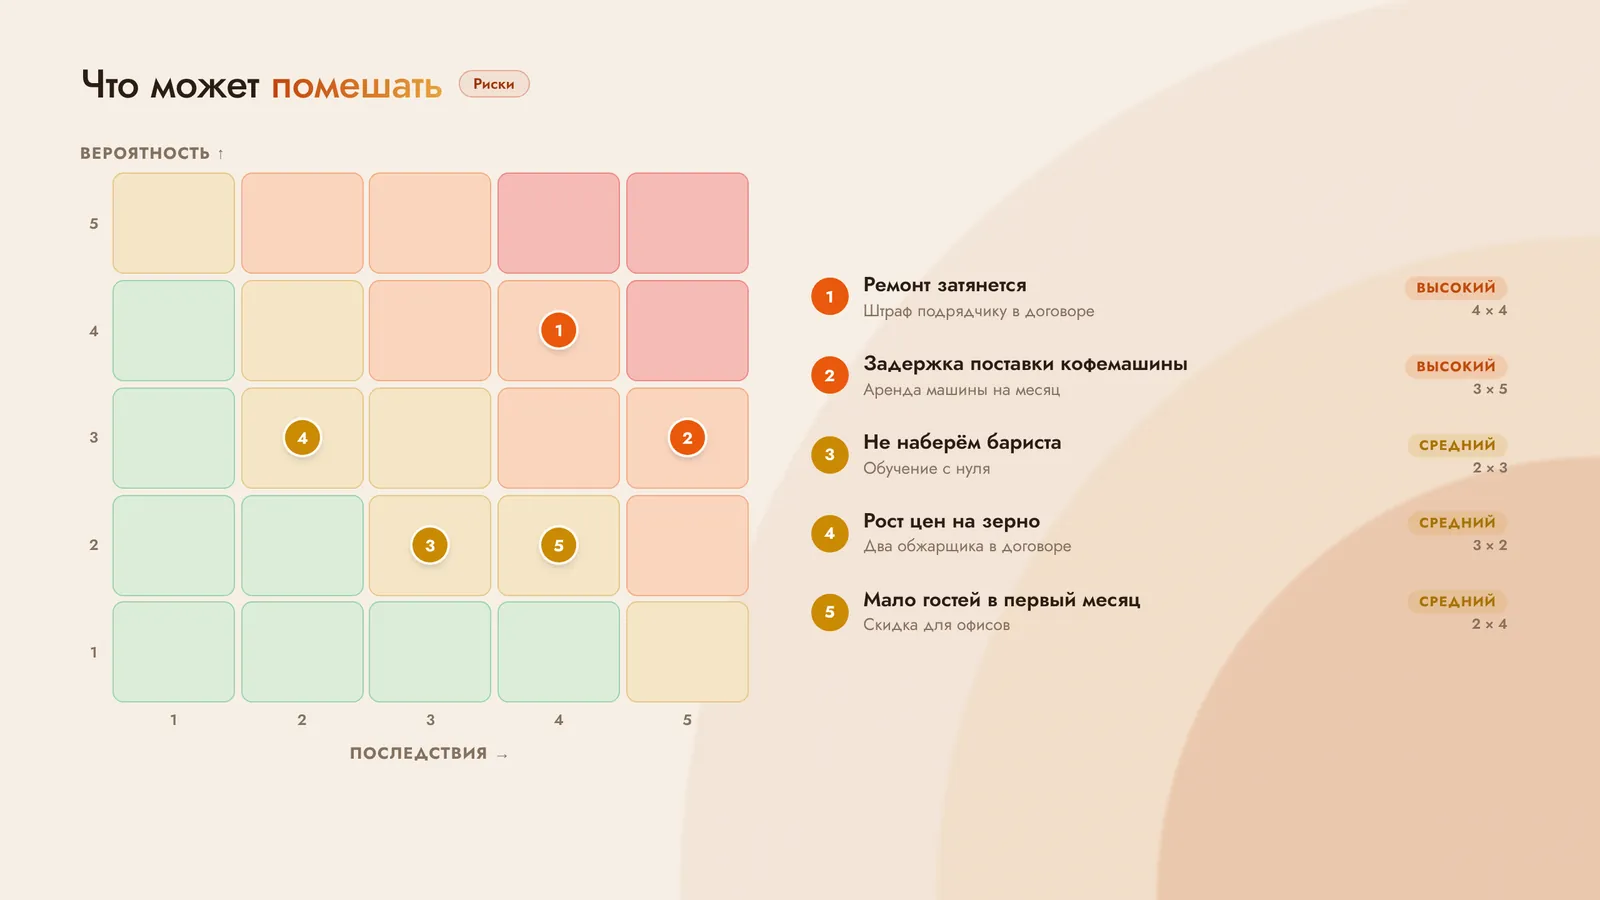 Что может помешать
Риски
ВЕРОЯТНОСТЬ ↑
5
4
1
3
4
2
2
3
5
1
1
2
3
4
5
ПОСЛЕДСТВИЯ →
1
Ремонт затянется
ВЫСОКИЙ
Штраф подрядчику в договоре
4 × 4
2
Задержка поставки кофемашины
ВЫСОКИЙ
Аренда машины на месяц
3 × 5
3
Не наберём бариста
СРЕДНИЙ
Обучение с нуля
2 × 3
4
Рост цен на зерно
СРЕДНИЙ
Два обжарщика в договоре
3 × 2
5
Мало гостей в первый месяц
СРЕДНИЙ
Скидка для офисов
2 × 4